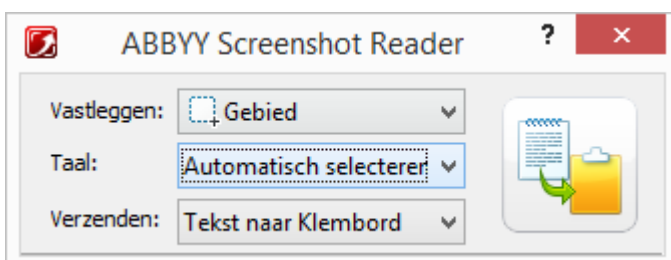 ABBYY Screenshot Reader ? ×
Vastleggen: Gebied
Taal: Automatisch selecterer
Verzenden: Tekst naar Klembord